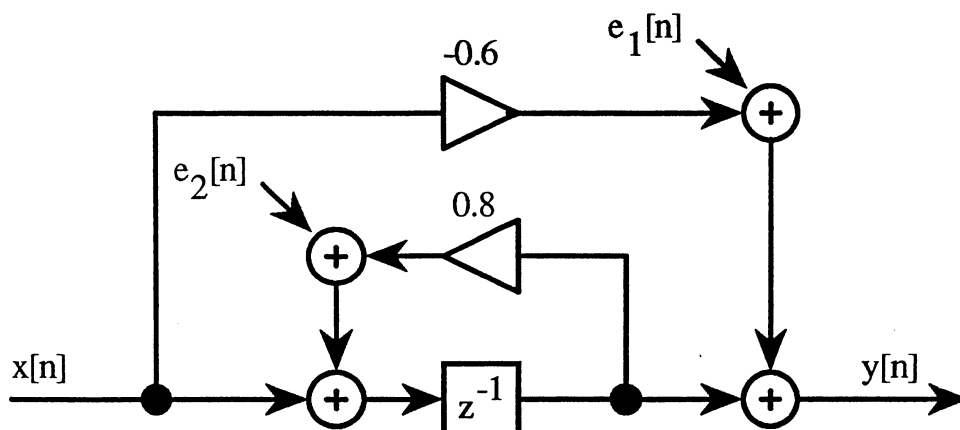 e1[n]
-0.6
e2[n]
0.8
x[n]
z-1
y[n]
+
+
+
+